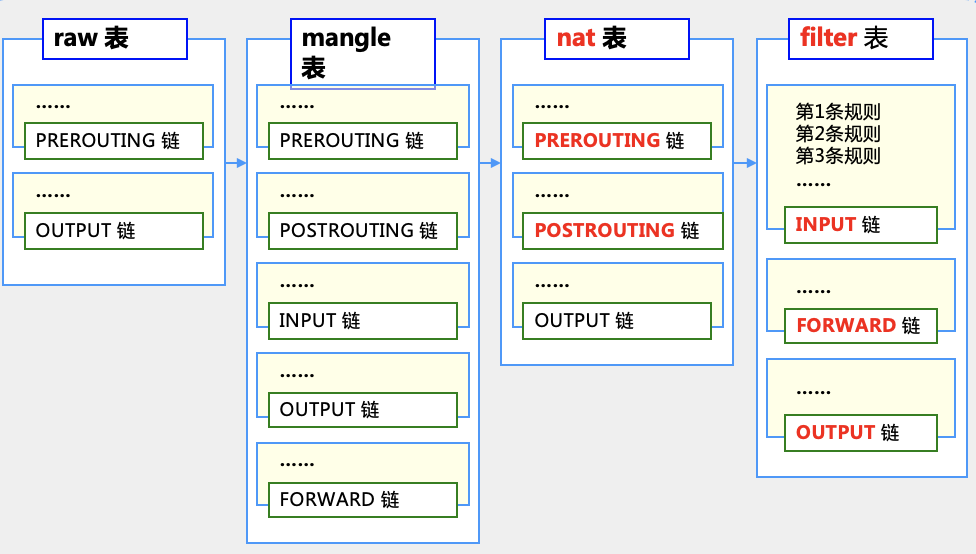 raw 表
……
PREROUTING 链
……
OUTPUT 链
mangle
表
……
PREROUTING 链
……
POSTROUTING 链
……
INPUT 链
……
OUTPUT 链
……
FORWARD 链
nat 表
……
PREROUTING 链
……
POSTROUTING 链
……
OUTPUT 链
filter 表
第1条规则
第2条规则
第3条规则
……
INPUT 链
……
FORWARD 链
……
OUTPUT 链